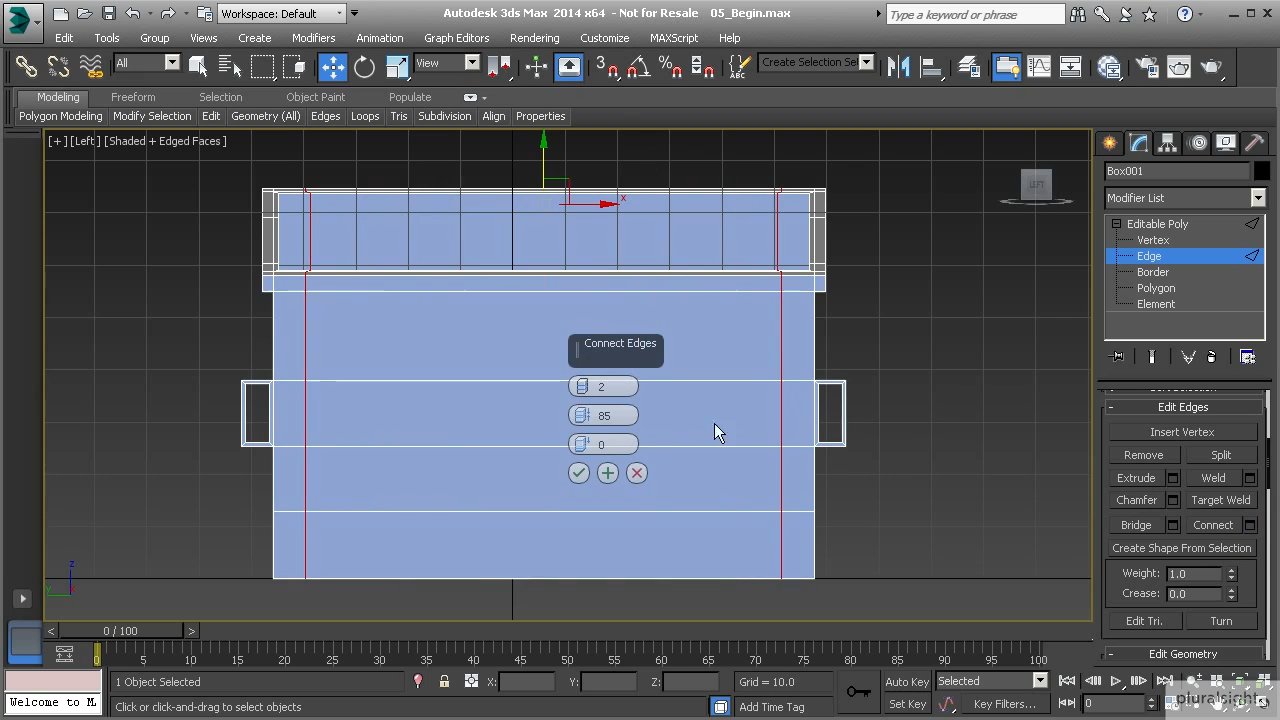 Workspace: Default
Autodesk 3ds Max 2014 x64 - Not for Resale 05_Begin.max
Type a keyword or phrase
Edit Tools Group Views Create Modifiers Animation Graph Editors Rendering Customize MAXScript Help
All View Create Selection Se
Modeling Freeform Selection Object Paint Populate
Polygon Modeling Modify Selection Edit Geometry (All) Edges Loops Tris Subdivision Align Properties
[+] [Left] [Shaded + Edged Faces ]
LEFT
x
Box001
Modifier List
Editable Poly
Vertex
Edge
Border
Polygon
Element
Connect Edges
2
85
0
Edit Edges
Insert Vertex
Remove Split
Extrude Weld
Chamfer Target Weld
Bridge Connect
Create Shape From Selection
Weight: 1.0
Crease: 0.0
Edit Tri. Turn
Edit Geometry
z
y x
< 0 / 100 >
0 5 10 15 20 25 30 35 40 45 50 55 60 65 70 75 80 85 90 95 100
1 Object Selected X: Y: Z: Grid = 10.0 Auto Key Selected
Welcome to M Click or click-and-drag to select objects Add Time Tag Set Key Key Filters... 0
pluralsight